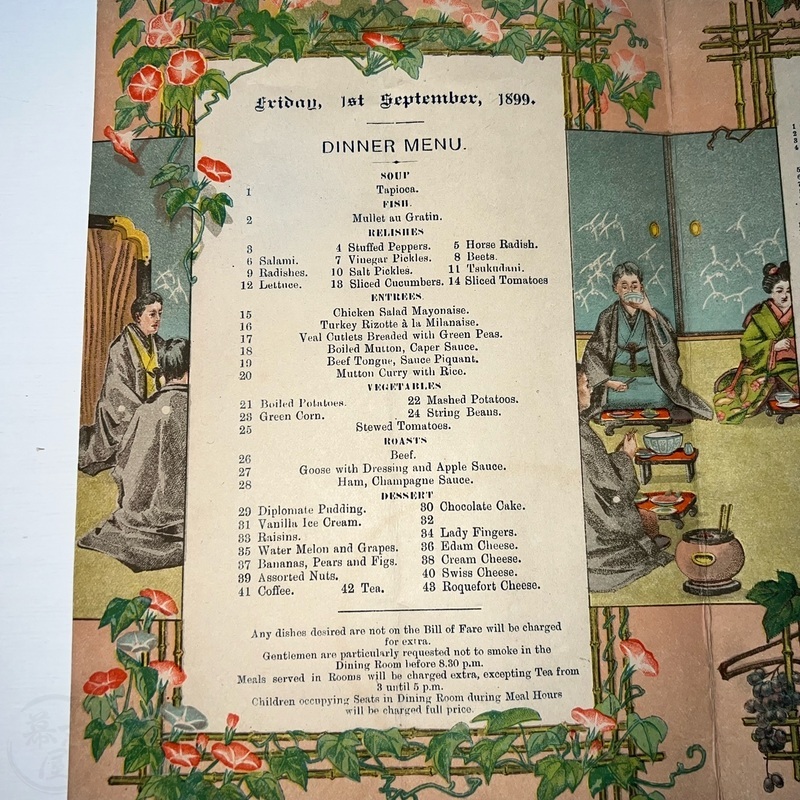 Friday, 1st September, 1899.
DINNER MENU.
SOUP
1 Tapioca.
FISH.
2 Mullet au Gratin.
RELISHES
3 4 Stuffed Peppers. 5 Horse Radish.
6 Salami. 7 Vinegar Pickles. 8 Beets.
9 Radishes. 10 Salt Pickles. 11 Tsukudani.
12 Lettuce. 13 Sliced Cucumbers. 14 Sliced Tomatoes
ENTREES.
15 Chicken Salad Mayonaise.
16 Turkey Rizotte à la Milanaise.
17 Veal Cutlets Breaded with Green Peas.
18 Boiled Mutton, Caper Sauce.
19 Beef Tongue, Sauce Piquant.
20 Mutton Curry with Rice.
VEGETABLES
21 Boiled Potatoes. 22 Mashed Potatoos.
23 Green Corn. 24 String Beans.
25 Stewed Tomatoes.
ROASTS
26 Beef.
27 Goose with Dressing and Apple Sauce.
28 Ham, Champagne Sauce.
DESSERT
29 Diplomate Pudding. 30 Chocolate Cake.
31 Vanilla Ice Cream. 32
33 Raisins. 34 Lady Fingers.
35 Water Melon and Grapes. 36 Edam Cheese.
37 Bananas, Pears and Figs. 38 Cream Cheese.
39 Assorted Nuts. 40 Swiss Cheese.
41 Coffee. 42 Tea. 43 Roquefort Cheese.
Any dishes desired are not on the Bill of Fare will be charged
for extra.
Gentlemen are particularly requested not to smoke in the
Dining Room before 8.30 p.m.
Meals served in Rooms will be charged extra, excepting Tea from
3 until 5 p.m.
Children occupying Seats in Dining Room during Meal Hours
will be charged full price.